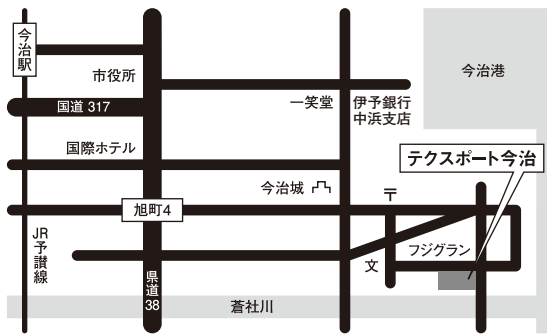 今治駅
市役所
国道 317
国際ホテル
一笑堂
伊予銀行
中浜支店
今治港
テクスポート今治
今治城
〒
旭町4
JR予讃線
県道38
文
フジグラン
蒼社川